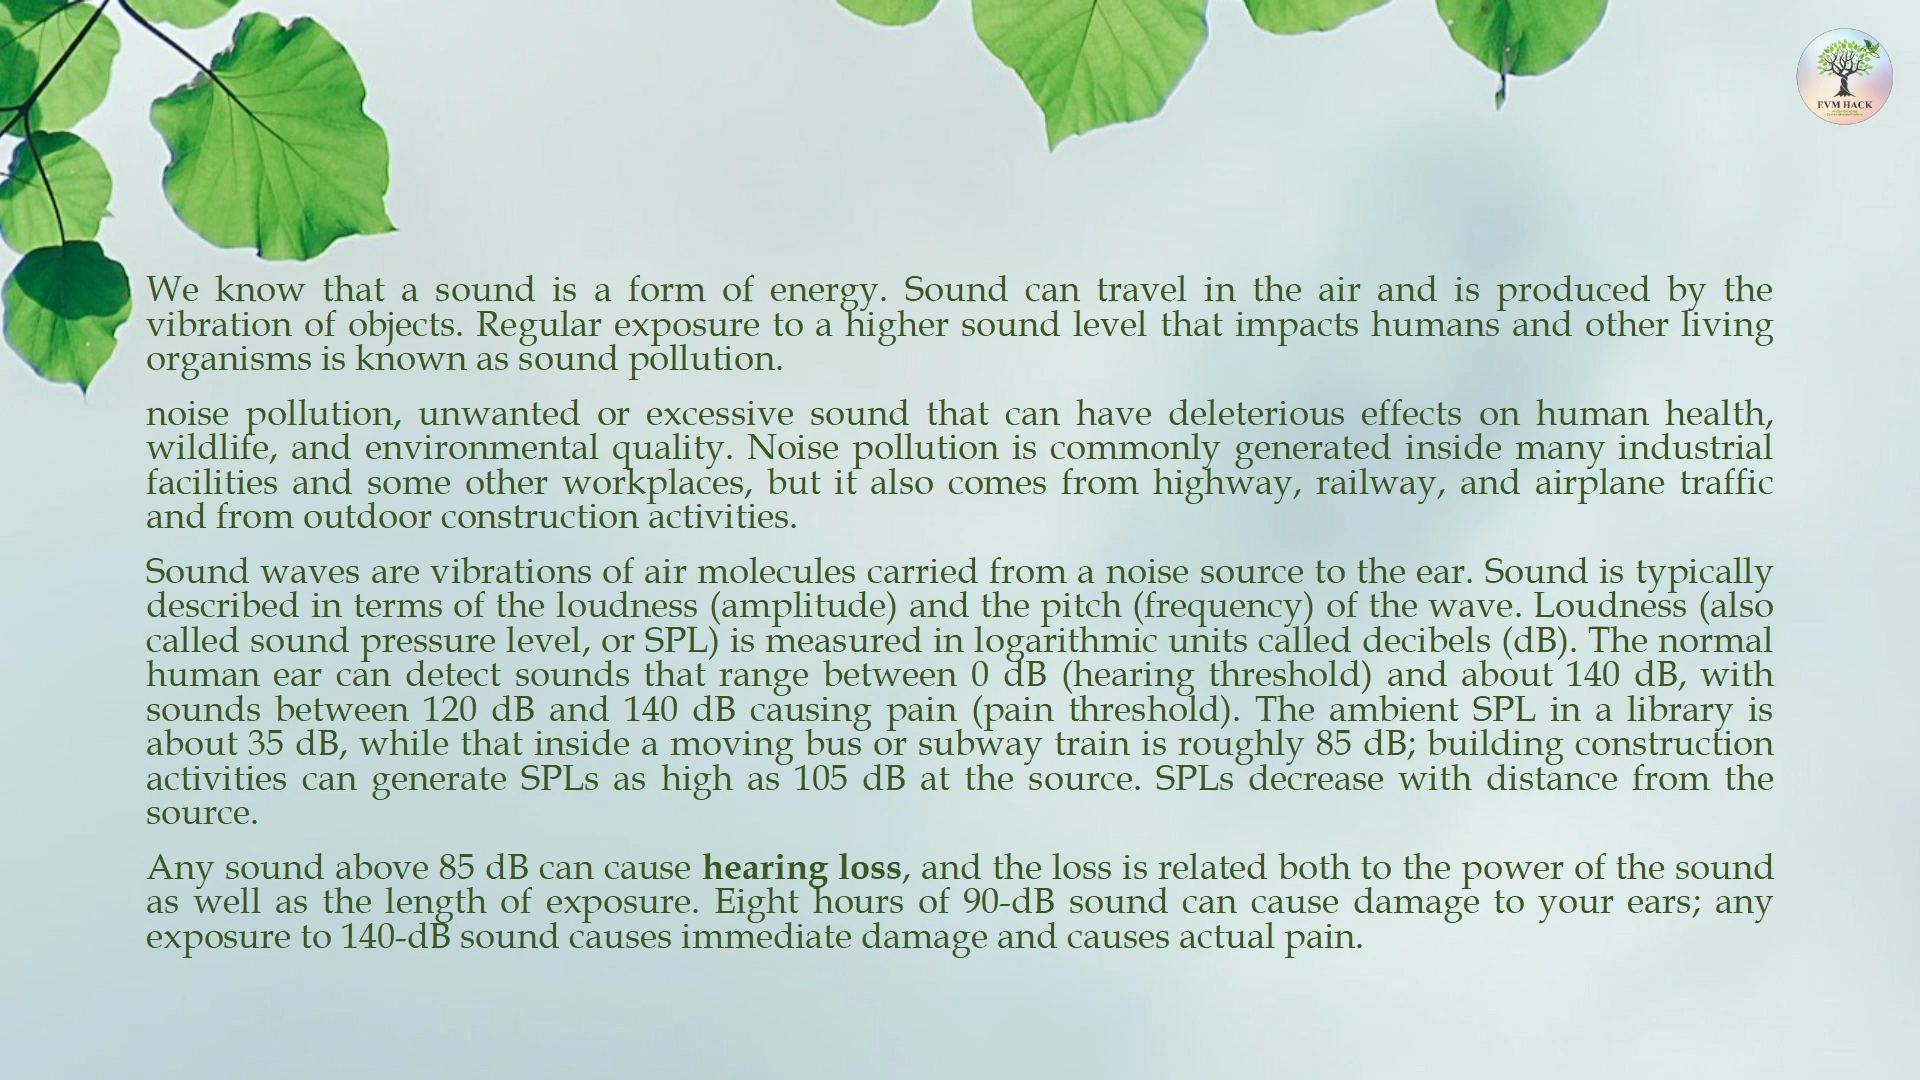 EVM HACK
We know that a sound is a form of energy. Sound can travel in the air and is produced by the
vibration of objects. Regular exposure to a higher sound level that impacts humans and other living
organisms is known as sound pollution.
noise pollution, unwanted or excessive sound that can have deleterious effects on human health,
wildlife, and environmental quality. Noise pollution is commonly generated inside many industrial
facilities and some other workplaces, but it also comes from highway, railway, and airplane traffic
and from outdoor construction activities.
Sound waves are vibrations of air molecules carried from a noise source to the ear. Sound is typically
described in terms of the loudness (amplitude) and the pitch (frequency) of the wave. Loudness (also
called sound pressure level, or SPL) is measured in logarithmic units called decibels (dB). The normal
human ear can detect sounds that range between 0 dB (hearing threshold) and about 140 dB, with
sounds between 120 dB and 140 dB causing pain (pain threshold). The ambient SPL in a library is
about 35 dB, while that inside a moving bus or subway train is roughly 85 dB; building construction
activities can generate SPLs as high as 105 dB at the source. SPLs decrease with distance from the
source.
Any sound above 85 dB can cause hearing loss, and the loss is related both to the power of the sound
as well as the length of exposure. Eight hours of 90-dB sound can cause damage to your ears; any
exposure to 140-dB sound causes immediate damage and causes actual pain.